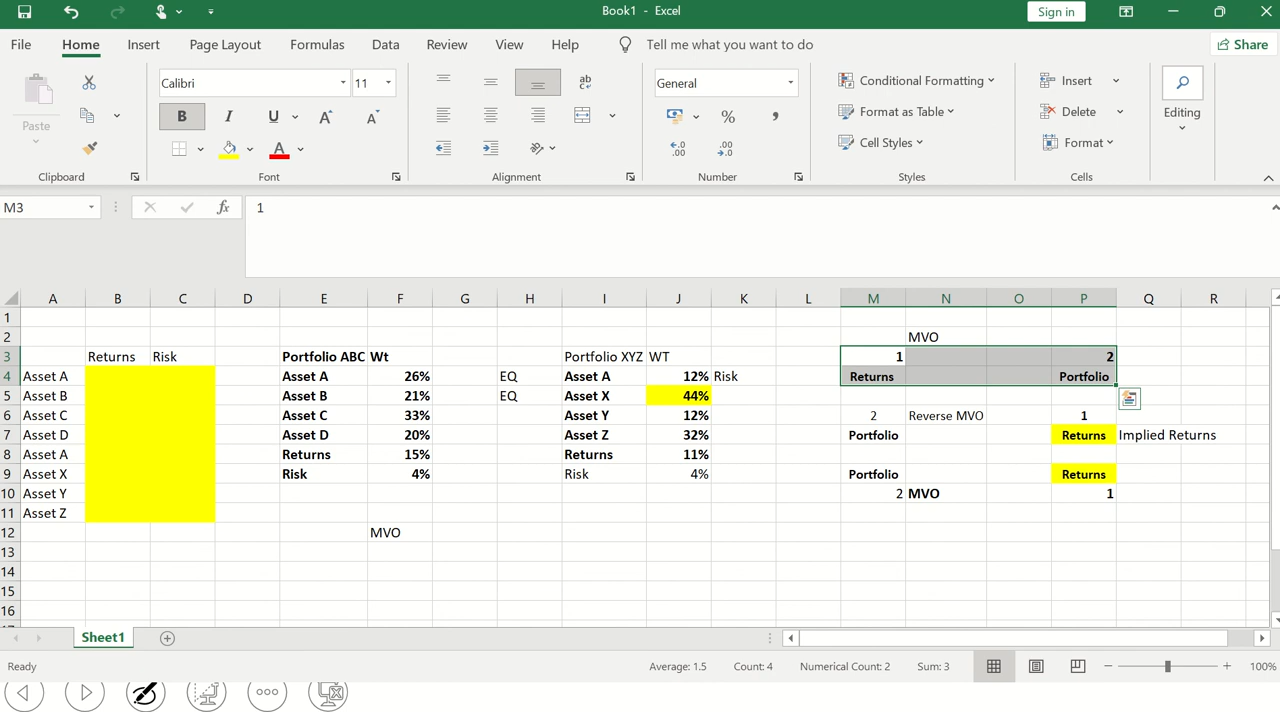 Book1 - Excel
Sign in
File Home Insert Page Layout Formulas Data Review View Help Tell me what you want to do Share
Paste
Calibri 11
General
B I U A A
A
ab
% ,
.00 .00
Conditional Formatting
Format as Table
Cell Styles
Insert
Delete
Format
Editing
Clipboard Font Alignment Number Styles Cells
M3 fx 1
A B C D E F G H I J K L M N O P Q R
1
2 MVO
3 Returns Risk Portfolio ABC Wt Portfolio XYZ WT 1 2
4 Asset A Asset A 26% EQ Asset A 12% Risk Returns Portfolio
5 Asset B Asset B 21% EQ Asset X 44%
6 Asset C Asset C 33% Asset Y 12% 2 Reverse MVO 1
7 Asset D Asset D 20% Asset Z 32% Portfolio Returns Implied Returns
8 Asset A Returns 15% Returns 11%
9 Asset X Risk 4% Risk 4% Portfolio Returns
10 Asset Y 2 MVO 1
11 Asset Z
12 MVO
13
14
15
16
Sheet1
Ready Average: 1.5 Count: 4 Numerical Count: 2 Sum: 3 100%